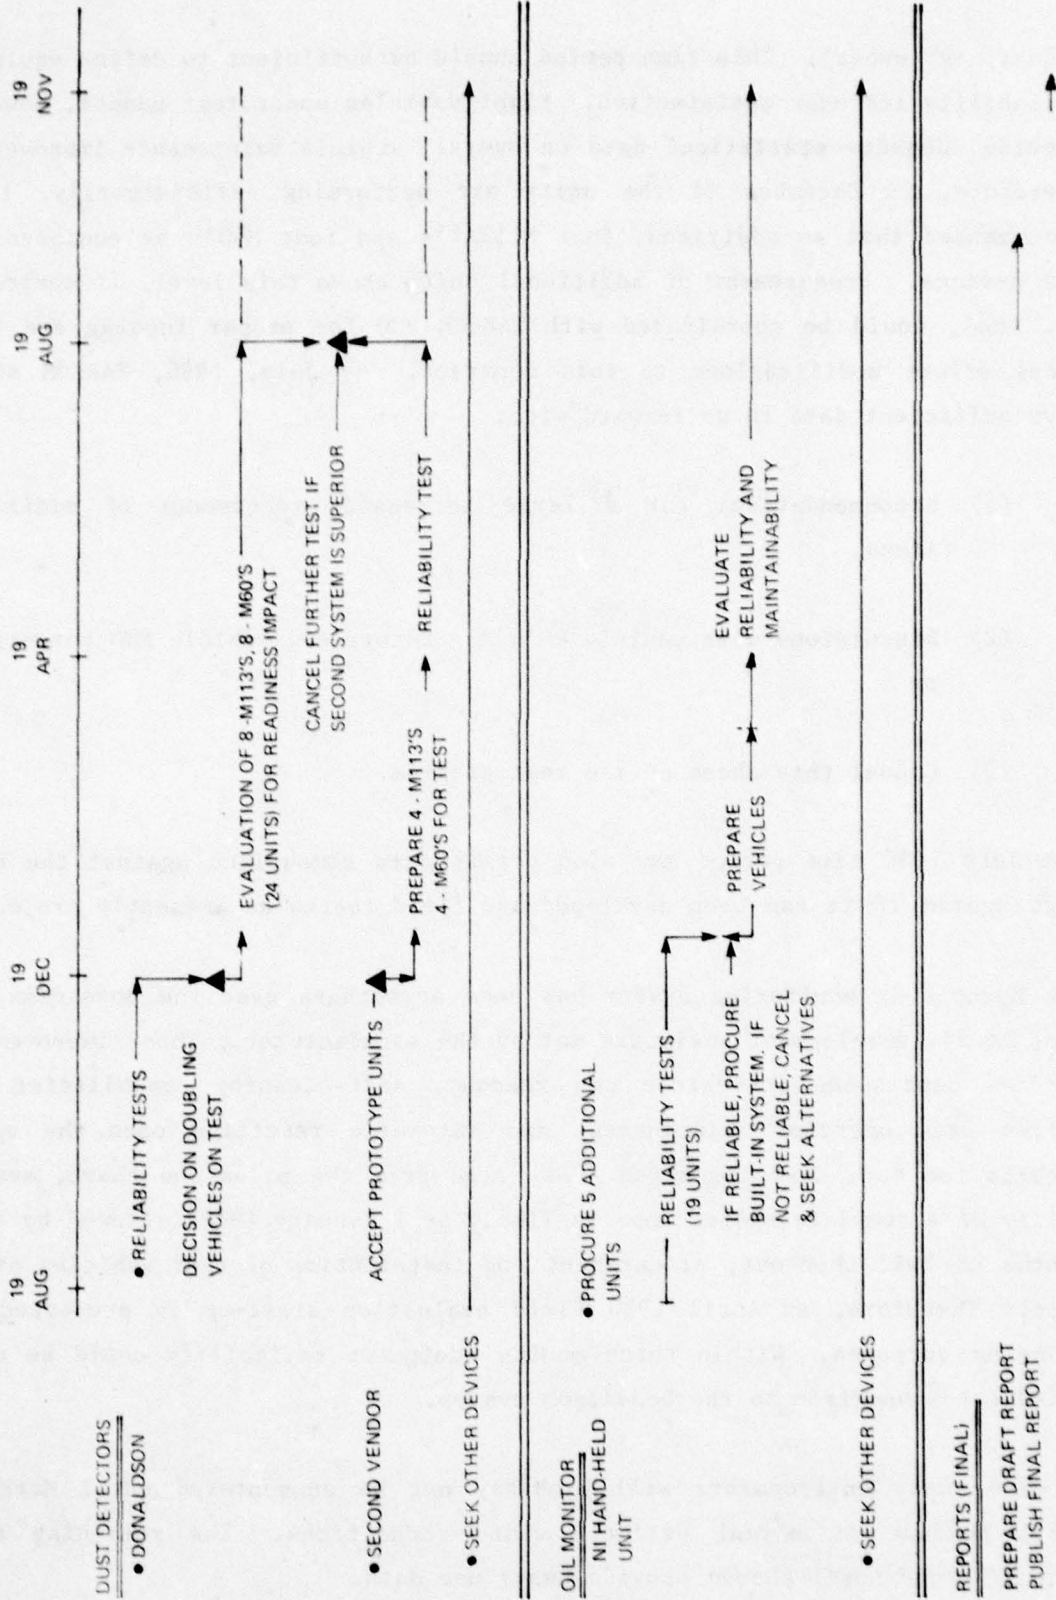 19 AUG
19 DEC
19 APR
19 AUG
19 NOV
DUST DETECTORS
• DONALDSON
• RELIABILITY TESTS
DECISION ON DOUBLING
VEHICLES ON TEST
EVALUATION OF 8 -M113'S, 8 - M60'S
(24 UNITS) FOR READINESS IMPACT
CANCEL FURTHER TEST IF
SECOND SYSTEM IS SUPERIOR
• SECOND VENDOR
ACCEPT PROTOTYPE UNITS
PREPARE 4 - M113'S
4 - M60'S FOR TEST
RELIABILITY TEST
• SEEK OTHER DEVICES
OIL MONITOR
NI HAND-HELD
UNIT
• PROCURE 5 ADDITIONAL
UNITS
RELIABILITY TESTS
(19 UNITS)
IF RELIABLE, PROCURE
BUILT-IN SYSTEM. IF
NOT RELIABLE, CANCEL
& SEEK ALTERNATIVES
PREPARE
VEHICLES
EVALUATE
RELIABILITY AND
MAINTAINABILITY
• SEEK OTHER DEVICES
REPORTS (FINAL)
PREPARE DRAFT REPORT
PUBLISH FINAL REPORT